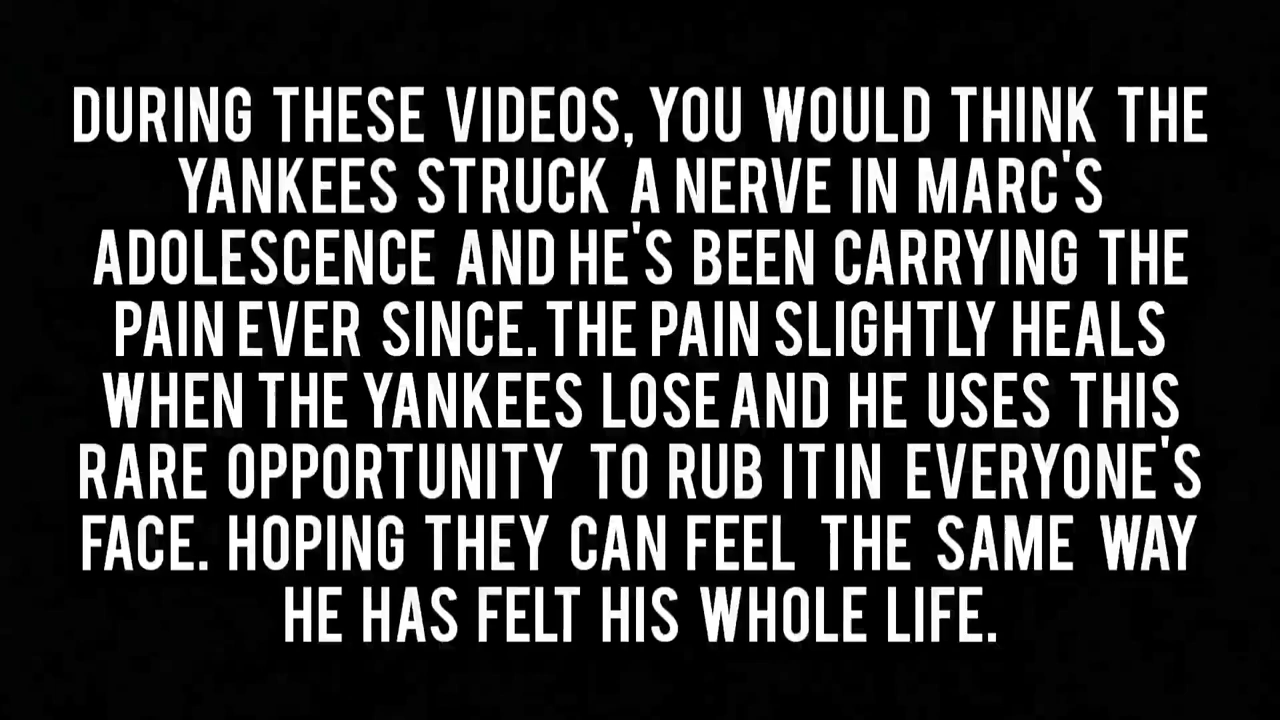 DURING THESE VIDEOS, YOU WOULD THINK THE
YANKEES STRUCK A NERVE IN MARC'S
ADOLESCENCE AND HE'S BEEN CARRYING THE
PAIN EVER SINCE. THE PAIN SLIGHTLY HEALS
WHEN THE YANKEES LOSE AND HE USES THIS
RARE OPPORTUNITY TO RUB IT IN EVERYONE'S
FACE. HOPING THEY CAN FEEL THE SAME WAY
HE HAS FELT HIS WHOLE LIFE.